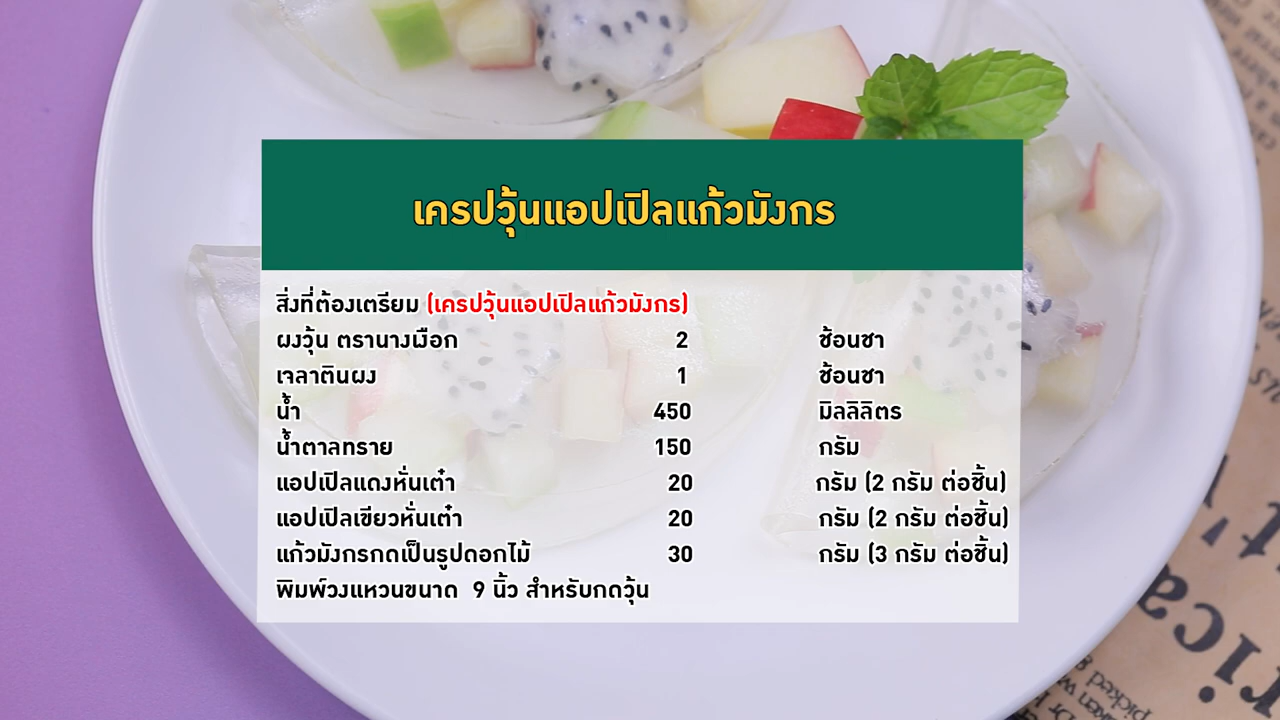 เครปวุ้นแอปเปิลแก้วมังกร
สิ่งที่ต้องเตรียม (เครปวุ้นแอปเปิลแก้วมังกร)
ผงวุ้น ตรานางเงือก 2 ช้อนชา
เจลาตินผง 1 ช้อนชา
น้ำ 450 มิลลิลิตร
น้ำตาลทราย 150 กรัม
แอปเปิลแดงหั่นเต๋า 20 กรัม (2 กรัม ต่อชิ้น)
แอปเปิลเขียวหั่นเต๋า 20 กรัม (2 กรัม ต่อชิ้น)
แก้วมังกรกดเป็นรูปดอกไม้ 30 กรัม (3 กรัม ต่อชิ้น)
พิมพ์วงแหวนขนาด 9 นิ้ว สำหรับกดวุ้น